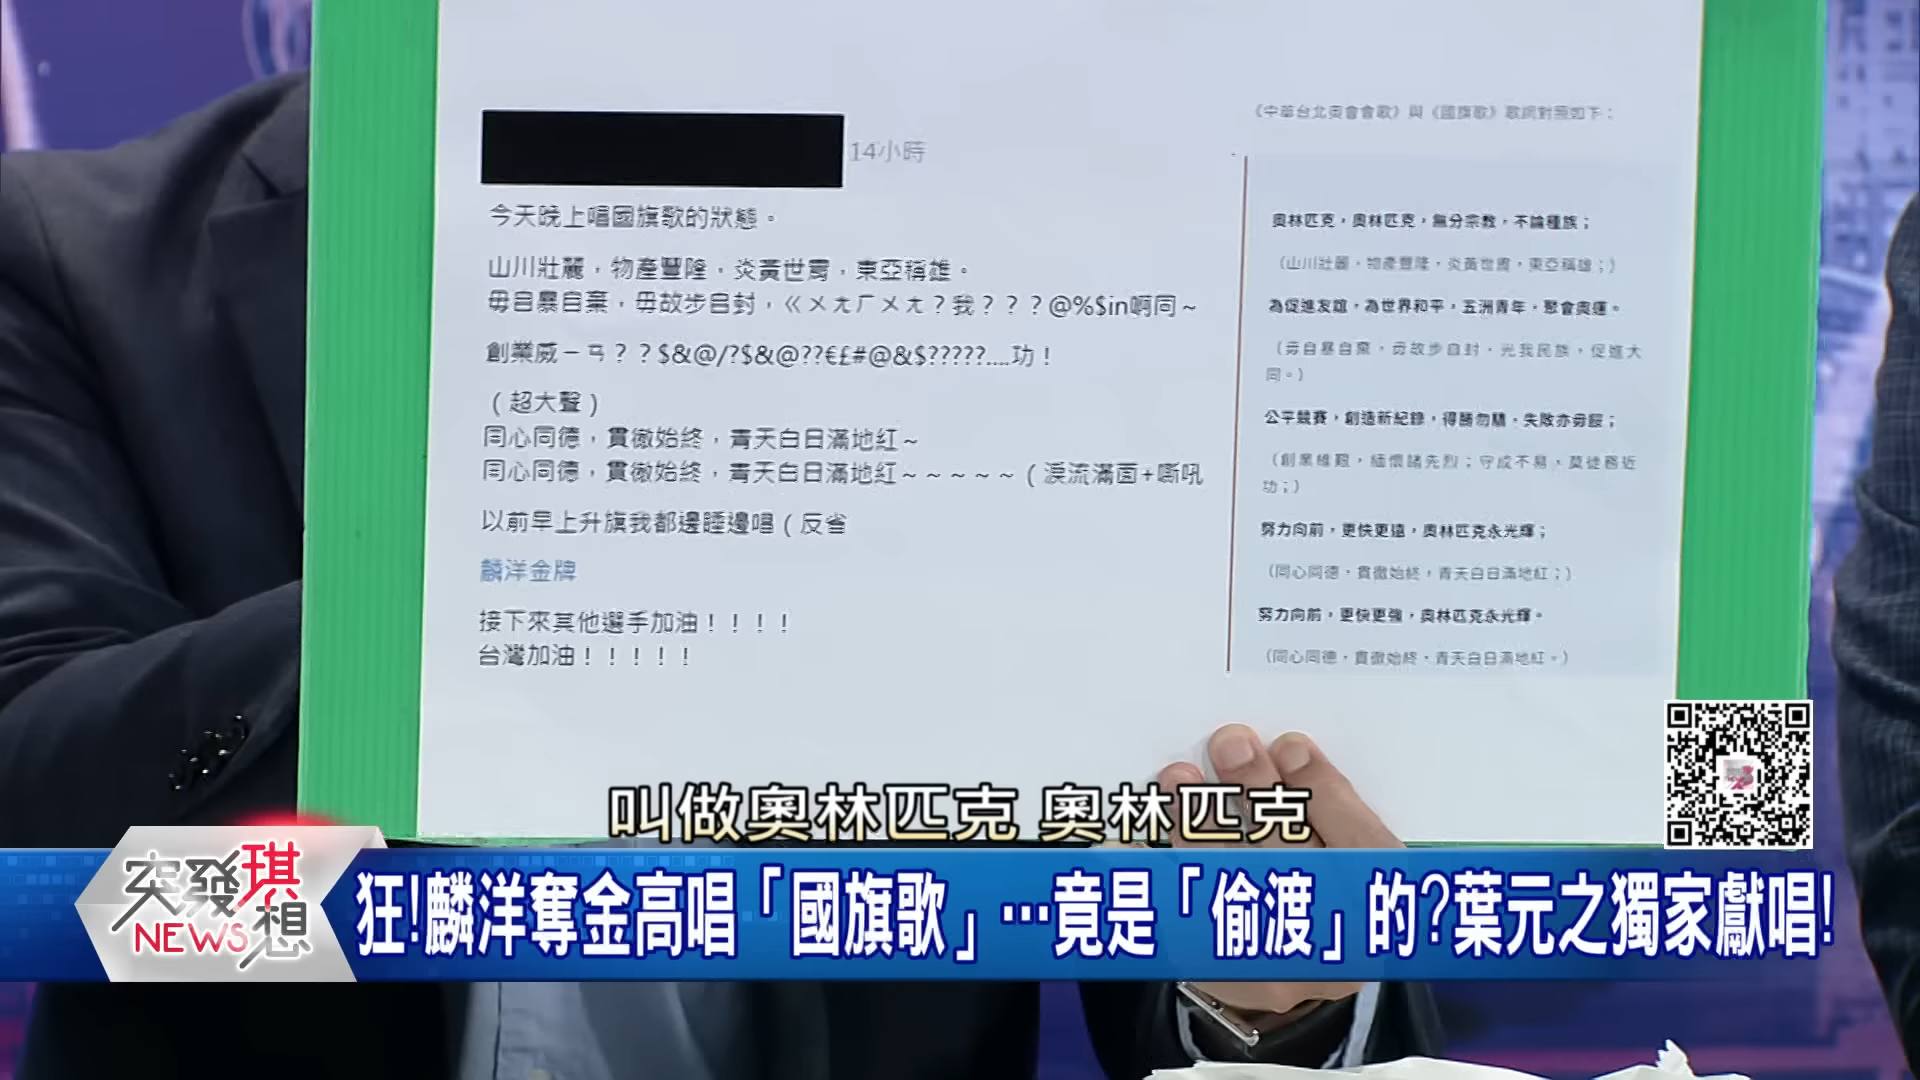 14小時
今天晚上唱國旗歌的狀態。
山川壯麗，物產豐隆，炎黃世胄，東亞稱雄。
毋自暴自棄，毋故步自封，ㄍㄨㄤㄏㄨㄤ？我？？？@%$in啊同~
創業威ㄧㄢ？？$&@/?$&@??€£#@&$?????....功！
（超大聲）
同心同德，貫徹始終，青天白日滿地紅~
同心同德，貫徹始終，青天白日滿地紅~~~~~（淚流滿面+嘶吼
以前早上升旗我都邊睡邊唱（反省
麟洋金牌
接下來其他選手加油！！！！
台灣加油！！！！！
《中華台北奧會會歌》與《國旗歌》歌詞對照如下：
奧林匹克，奧林匹克，無分宗教，不論種族；
（山川壯麗，物產豐隆，炎黃世胄，東亞稱雄；）
為促進友誼，為世界和平，五洲青年，聚會奧運。
（毋自暴自棄，毋故步自封，光我民族，促進大
同。）
公平競賽，創造新紀錄，得勝勿驕，失敗亦毋餒；
（創業維艱，緬懷諸先烈；守成不易，莫徒務近
功；）
努力向前，更快更遠，奧林匹克永光輝；
（同心同德，貫徹始終，青天白日滿地紅；）
努力向前，更快更強，奧林匹克永光輝。
（同心同德，貫徹始終，青天白日滿地紅。）
叫做奧林匹克 奧林匹克
突發琪想
NEWS
狂!麟洋奪金高唱「國旗歌」…竟是「偷渡」的?葉元之獨家獻唱!